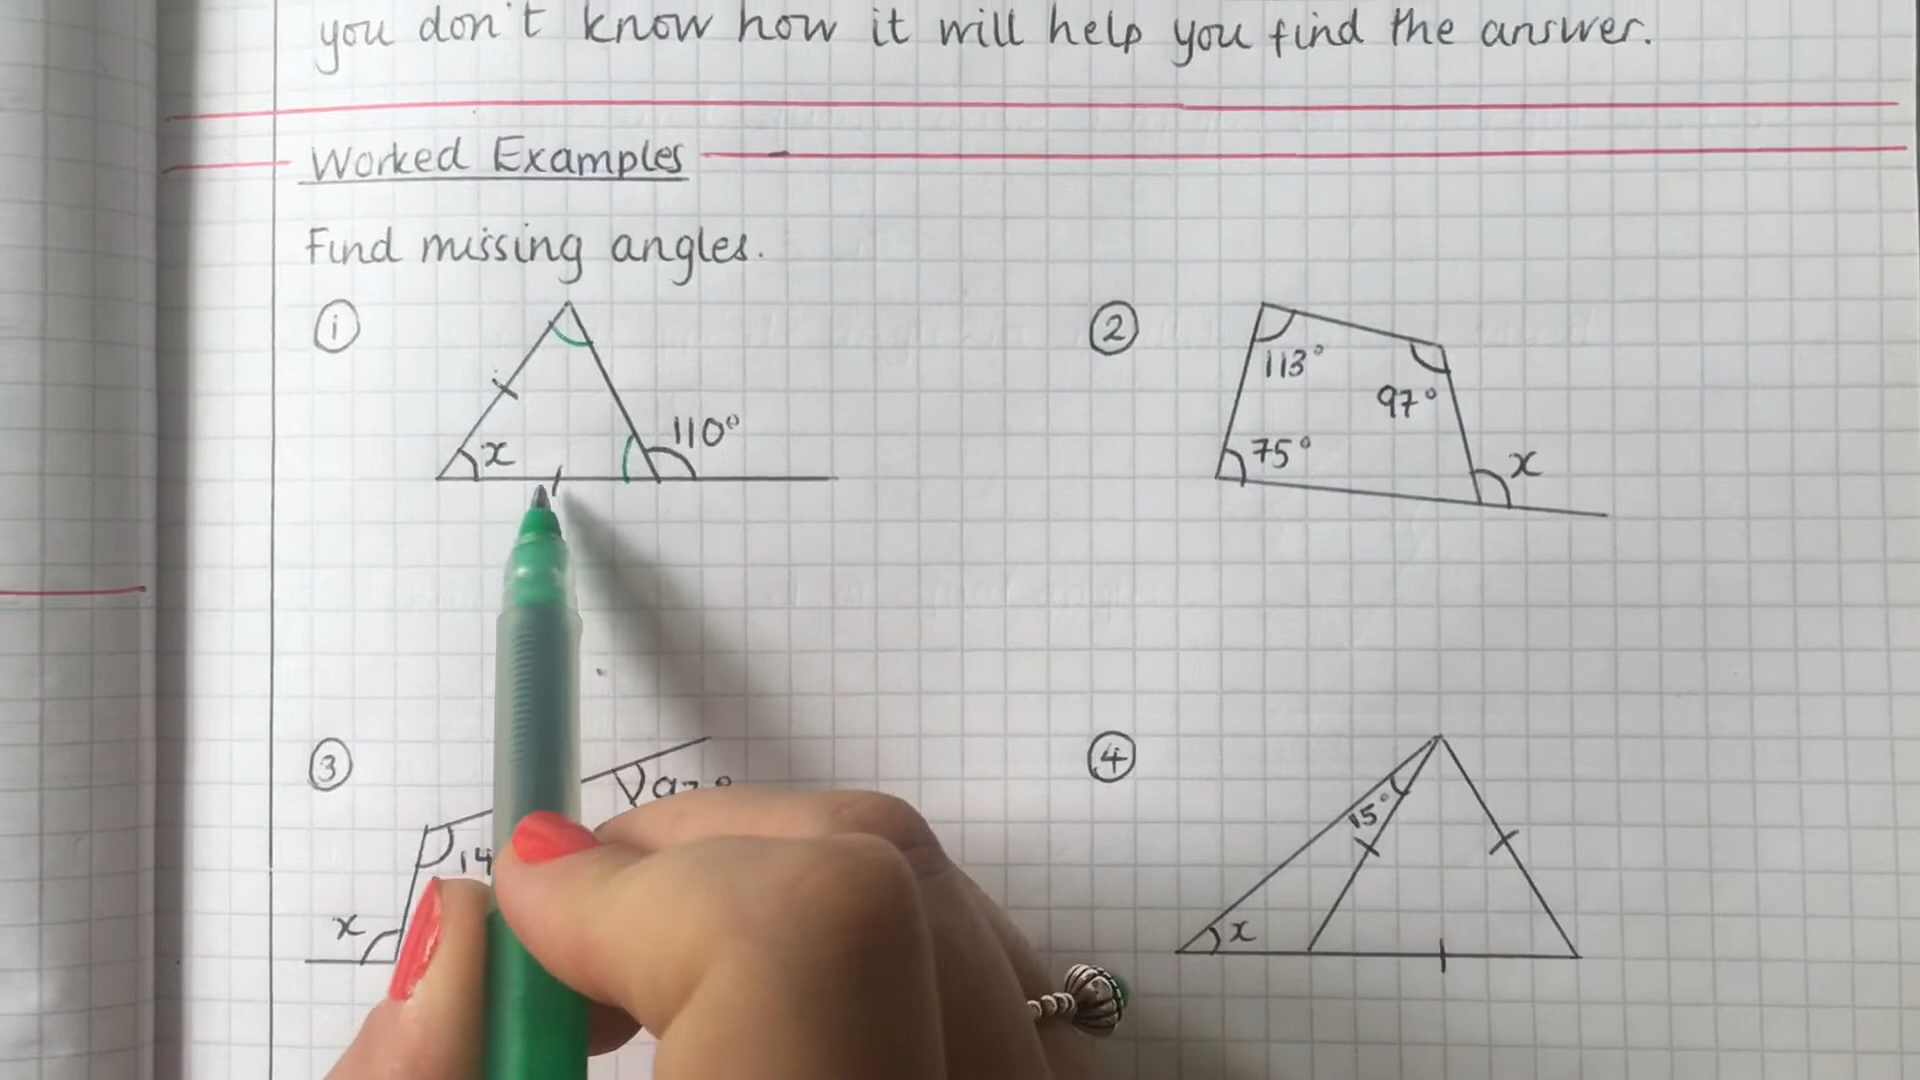 you don't know how it will help you find the answer.
Worked Examples
Find missing angles.
1
x
110°
2
113°
97°
75°
x
3
x
4
15°
x